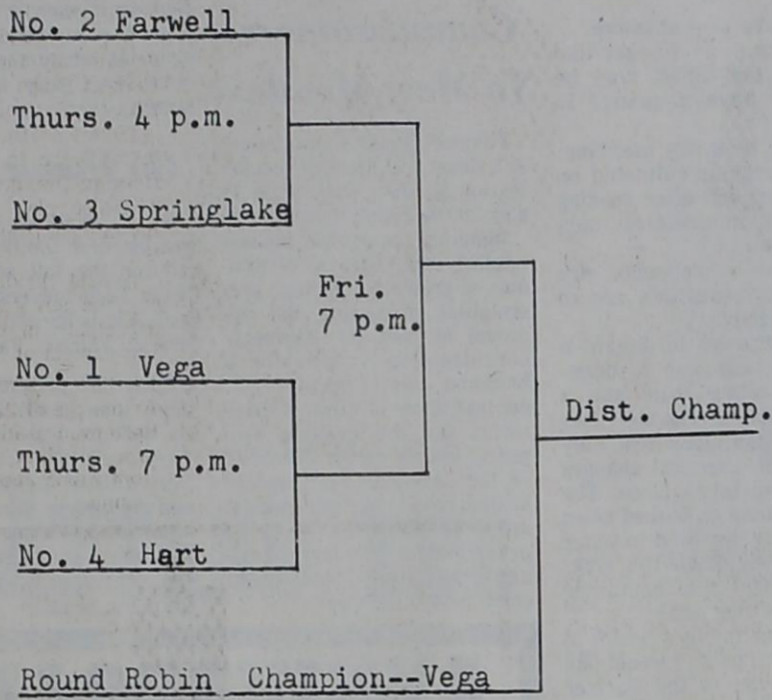 No. 2 Farwell
Thurs. 4 p.m.
No. 3 Springlake
Fri.
7 p.m.
No. 1 Vega
Thurs. 7 p.m.
No. 4 Hart
Dist. Champ.
Round Robin Champion--Vega